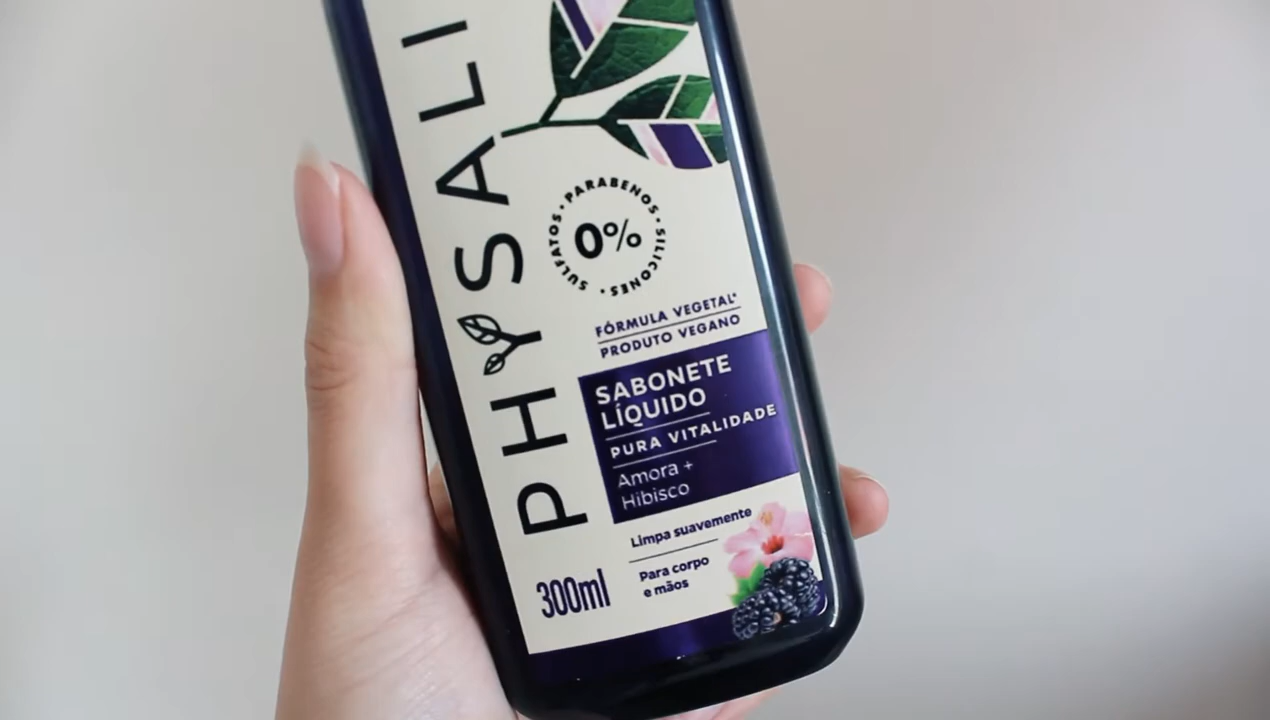 PHYSALI
SULFATOS • PARABENOS • SILICONES •
0%
FÓRMULA VEGETAL*
PRODUTO VEGANO
SABONETE
LÍQUIDO
PURA VITALIDADE
Amora +
Hibisco
Limpa suavemente
Para corpo
e mãos
300ml